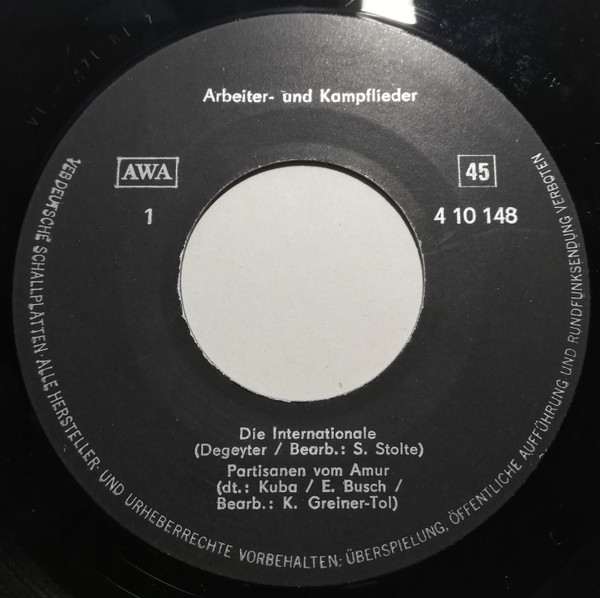 Arbeiter- und Kampflieder
AWA
45
1
4 10 148
Die Internationale
(Degeyter / Bearb.: S. Stolte)
Partisanen vom Amur
(dt.: Kuba / E. Busch /
Bearb.: K. Greiner-Tol)
VEB DEUTSCHE SCHALLPLATTEN · ALLE HERSTELLER- UND URHEBERRECHTE VORBEHALTEN; ÜBERSPIELUNG, ÖFFENTLICHE AUFFÜHRUNG UND RUNDFUNKSENDUNG VERBOTEN